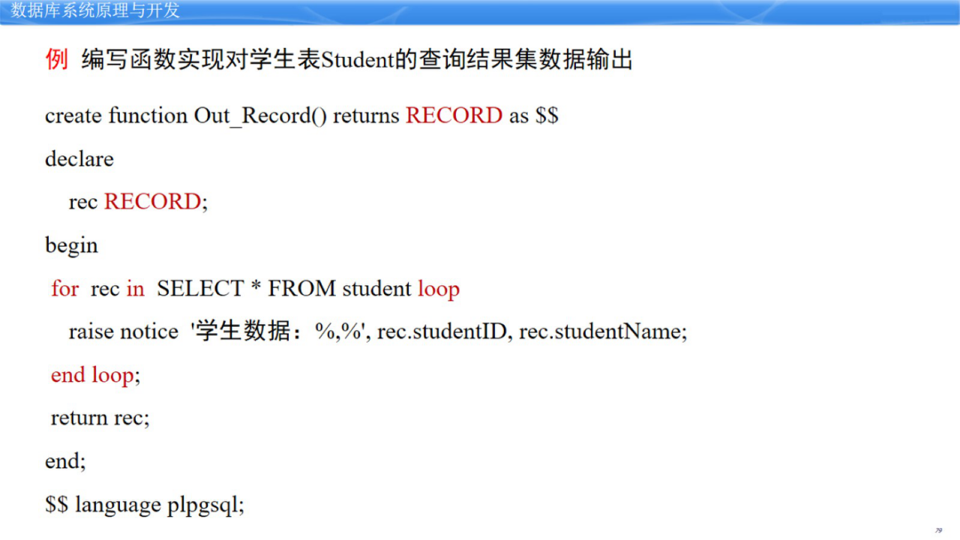 数据库系统原理与开发
例 编写函数实现对学生表Student的查询结果集数据输出
create function Out_Record() returns RECORD as $$
declare
rec RECORD;
begin
for rec in SELECT * FROM student loop
raise notice '学生数据：%,%', rec.studentID, rec.studentName;
end loop;
return rec;
end;
$$ language plpgsql;
79